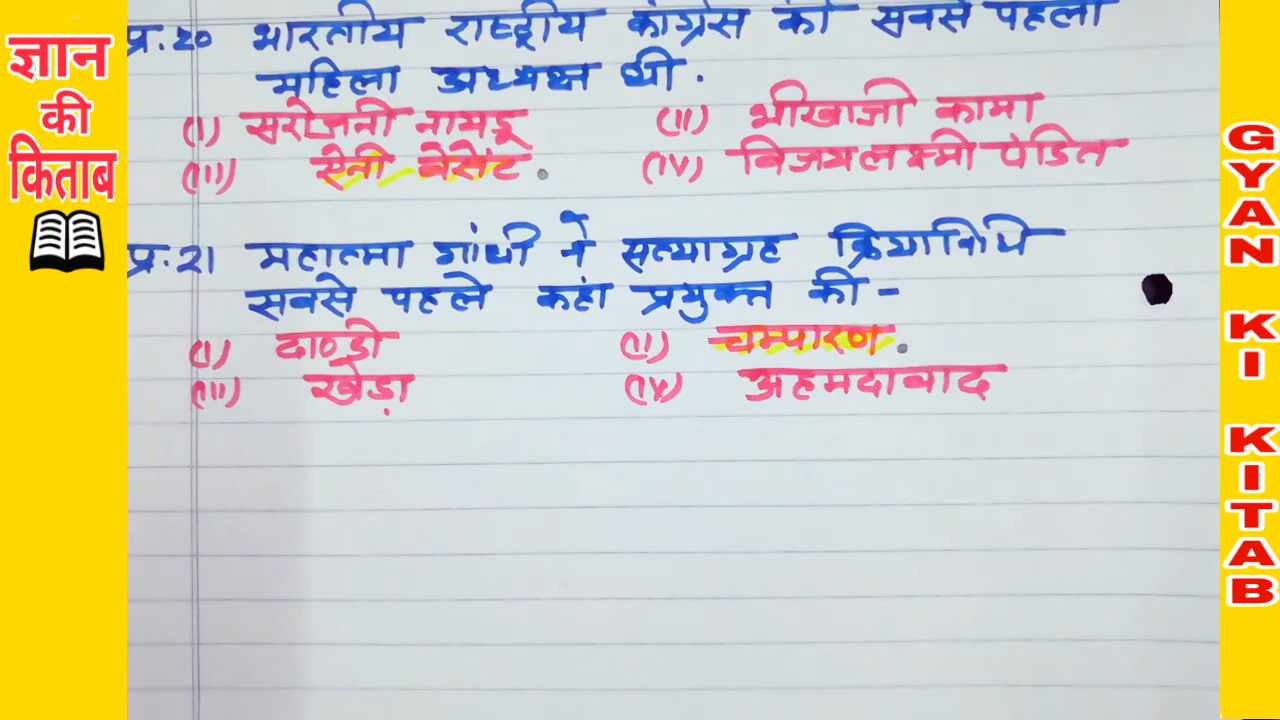 ज्ञान
की
किताब
प्र.20 भारतीय राष्ट्रीय कांग्रेस की सबसे पहली
महिला अध्यक्ष थी.
(I) सरोजनी नायडू (II) भीखाजी कामा
(III) ऐनी बेसेंट. (IV) विजयलक्ष्मी पंडित
प्र.21 महात्मा गांधी ने सत्याग्रह क्रियाविधि
सबसे पहले कहां प्रयुक्त की -
(I) दाण्डी (II) चम्पारण.
(III) खेड़ा (IV) अहमदाबाद
GYAN KI KITAB